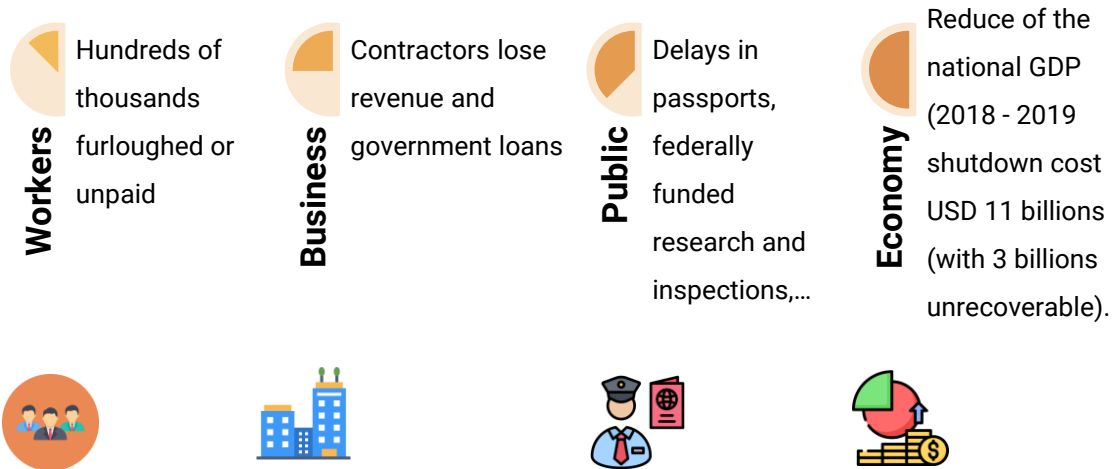 Workers
Hundreds of
thousands
furloughed or
unpaid
Business
Contractors lose
revenue and
government loans
Public
Delays in
passports,
federally
funded
research and
inspections,...
Economy
Reduce of the
national GDP
(2018 - 2019
shutdown cost
USD 11 billions
(with 3 billions
unrecoverable).
$